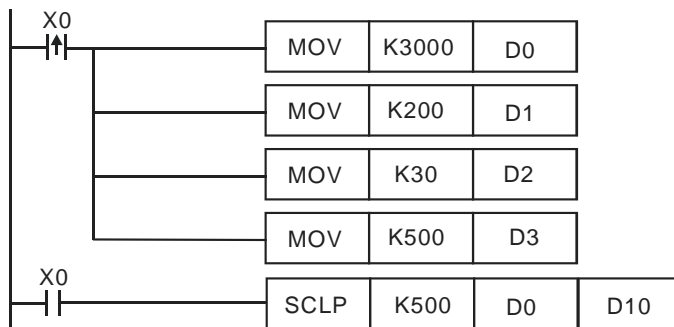 X0
MOV K3000 D0
MOV K200 D1
MOV K30 D2
MOV K500 D3
X0
SCLP K500 D0 D10